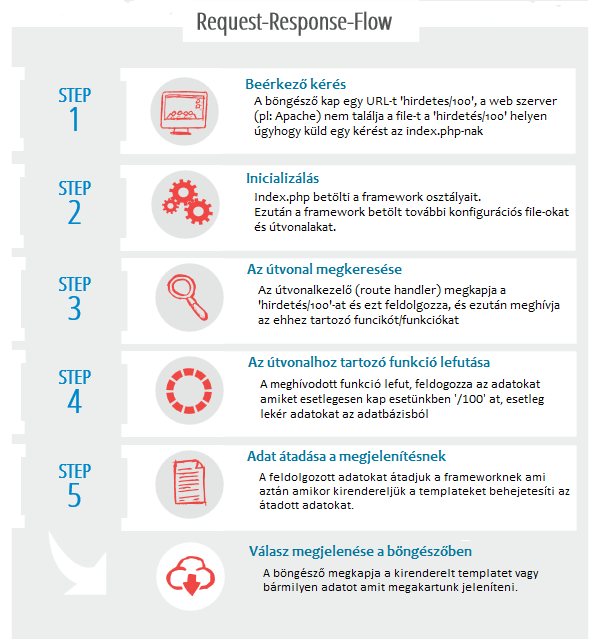 Request-Response-Flow
STEP
1
Beérkező kérés
A böngésző kap egy URL-t 'hirdetes/100', a web szerver
(pl: Apache) nem találja a file-t a 'hirdetés/100' helyen
úgyhogy küld egy kérést az index.php-nak
STEP
2
Inicializálás
Index.php betölti a framework osztályait.
Ezután a framework betölt további konfigurációs file-okat
és útvonalakat.
STEP
3
Az útvonal megkeresése
Az útvonalkezelő (route handler) megkapja a
'hirdetés/100'-at és ezt feldolgozza, és ezután meghívja
az ehhez tartozó funcikót/funkciókat
STEP
4
Az útvonalhoz tartozó funkció lefutása
A meghívodott funkció lefut, feldogozza az adatokat
amiket esetlegesen kap esetünkben '/100' at, esetleg
lekér adatokat az adatbázisból
STEP
5
Adat átadása a megjelenítésnek
A feldolgozott adatokat átadjuk a frameworknek ami
aztán amikor kirendereljük a templateket behejetesíti az
átadott adatokat.
Válasz megjelenése a böngészőben
A böngésző megkapja a kirenderelt templatet vagy
bármilyen adatot amit megakartunk jeleníteni.